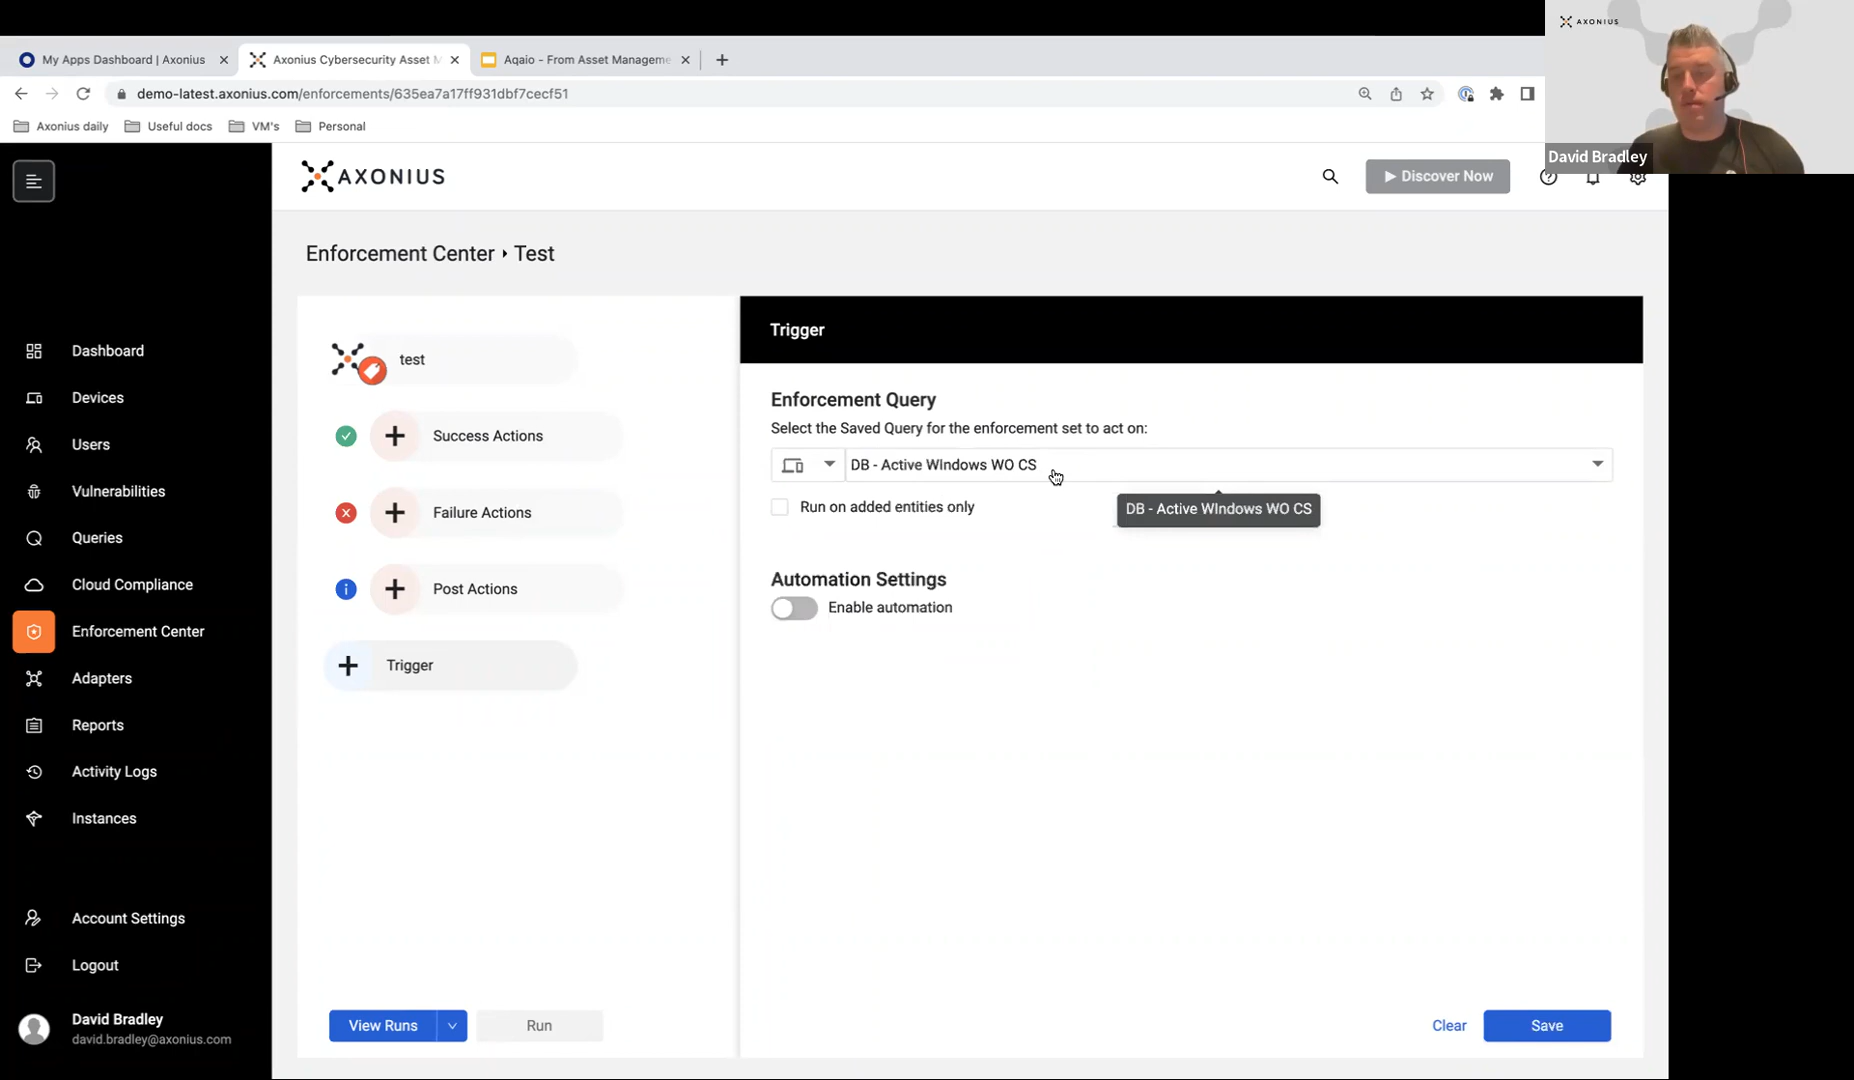 My Apps Dashboard | Axonius
Axonius Cybersecurity Asset M
Aqaio - From Asset Manageme
demo-latest.axonius.com/enforcements/635ea7a17ff931dbf7cecf51
Axonius daily
Useful docs
VM's
Personal
AXONIUS
David Bradley
AXONIUS
Discover Now
Enforcement Center › Test
Dashboard
Devices
Users
Vulnerabilities
Queries
Cloud Compliance
Enforcement Center
Adapters
Reports
Activity Logs
Instances
Account Settings
Logout
David Bradley
david.bradley@axonius.com
test
Success Actions
Failure Actions
Post Actions
Trigger
View Runs
Run
Trigger
Enforcement Query
Select the Saved Query for the enforcement set to act on:
DB - Active WIndows WO CS
Run on added entities only
DB - Active WIndows WO CS
Automation Settings
Enable automation
Clear
Save